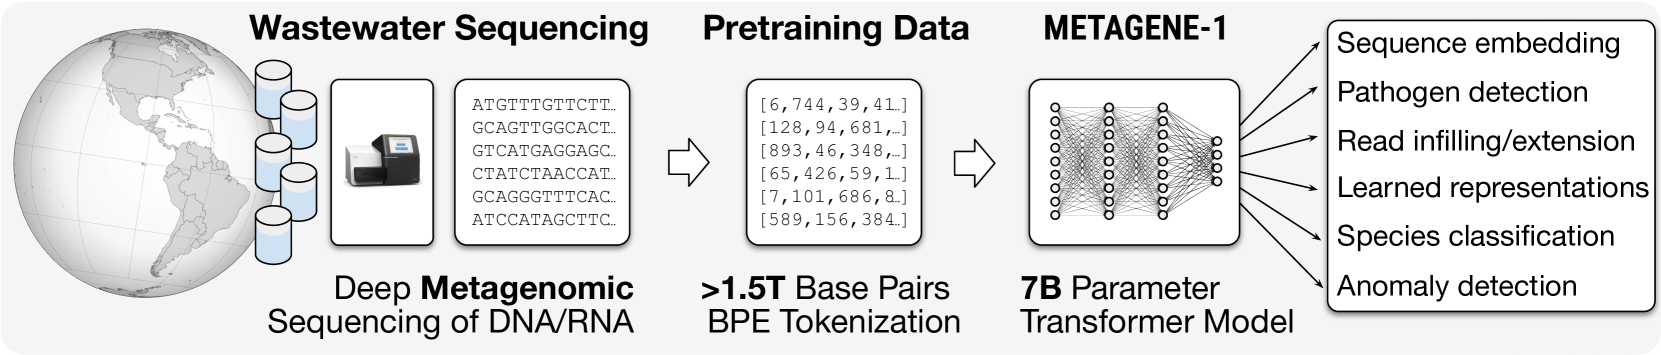 Wastewater Sequencing
ATGTTTGTTCTT…
GCAGTTGGCACT…
GTCATGAGGAGC…
CTATCTAACCAT…
GCAGGGTTTCAC…
ATCCATAGCTTC…
Deep Metagenomic
Sequencing of DNA/RNA
Pretraining Data
[6,744,39,41…]
[128,94,681,…]
[893,46,348,…]
[65,426,59,1…]
[7,101,686,8…]
[589,156,384…]
>1.5T Base Pairs
BPE Tokenization
METAGENE-1
7B Parameter
Transformer Model
Sequence embedding
Pathogen detection
Read infilling/extension
Learned representations
Species classification
Anomaly detection